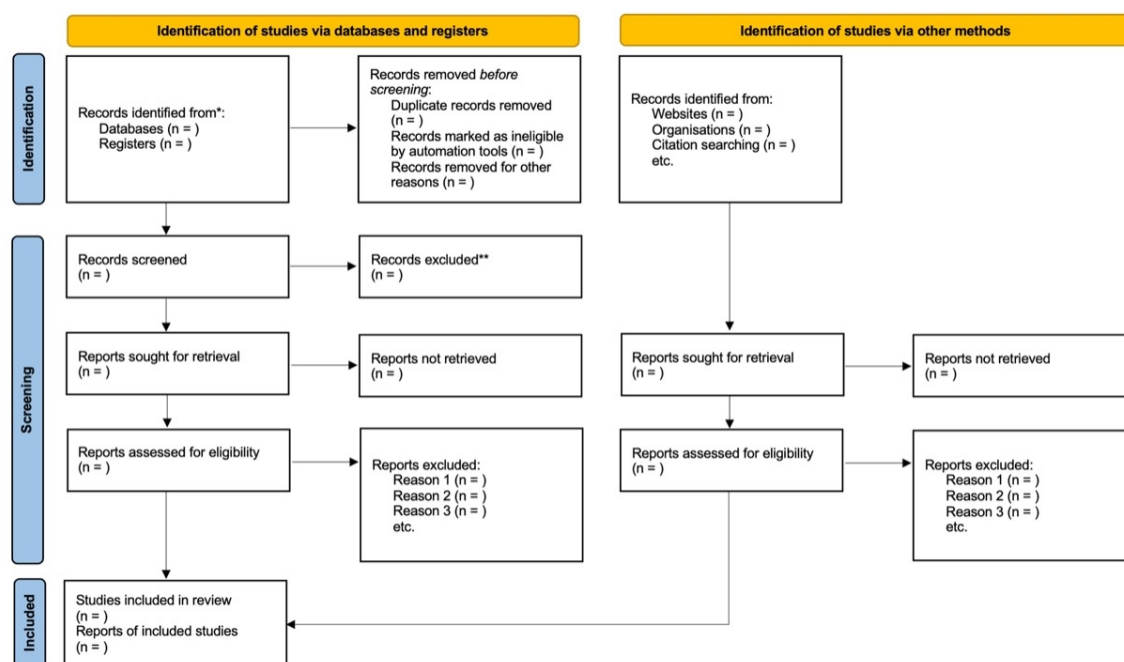 Identification of studies via databases and registers
Identification of studies via other methods
Identification
Records identified from*:
Databases (n = )
Registers (n = )
Records removed before
screening:
Duplicate records removed
(n = )
Records marked as ineligible
by automation tools (n = )
Records removed for other
reasons (n = )
Records identified from:
Websites (n = )
Organisations (n = )
Citation searching (n = )
etc.
Screening
Records screened
(n = )
Records excluded**
(n = )
Reports sought for retrieval
(n = )
Reports not retrieved
(n = )
Reports sought for retrieval
(n = )
Reports not retrieved
(n = )
Reports assessed for eligibility
(n = )
Reports excluded:
Reason 1 (n = )
Reason 2 (n = )
Reason 3 (n = )
etc.
Reports assessed for eligibility
(n = )
Reports excluded:
Reason 1 (n = )
Reason 2 (n = )
Reason 3 (n = )
etc.
Included
Studies included in review
(n = )
Reports of included studies
(n = )